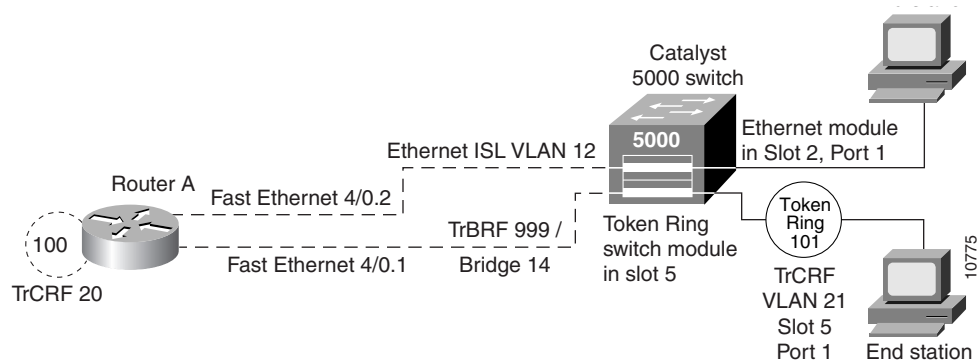 Catalyst
5000 switch
5000
Ethernet module
in Slot 2, Port 1
Ethernet ISL VLAN 12
Router A
Fast Ethernet 4/0.2
100
TrCRF 20
Fast Ethernet 4/0.1
TrBRF 999 /
Bridge 14
Token Ring
switch module
in slot 5
Token
Ring
101
TrCRF
VLAN 21
Slot 5
Port 1
End station
10775